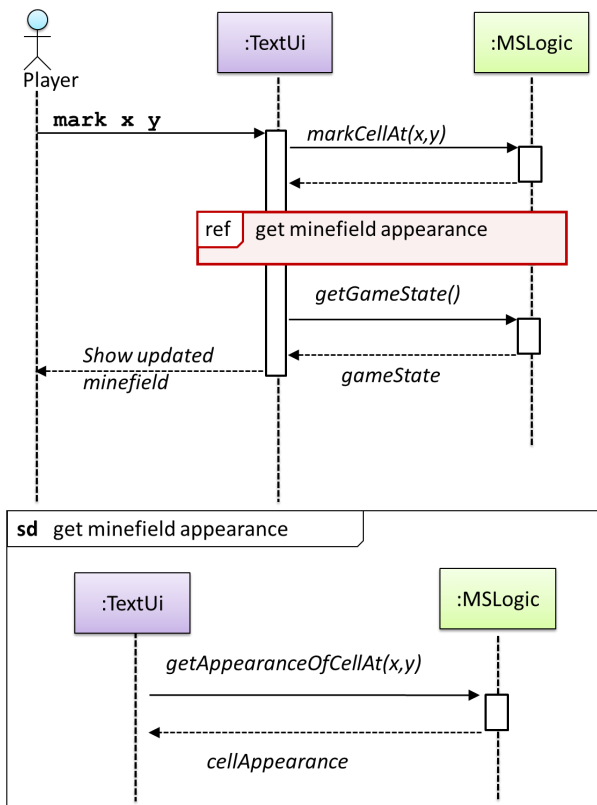 :TextUi
:MSLogic
Player
mark x y
markCellAt(x,y)
ref get minefield appearance
getGameState()
Show updated
minefield
gameState
sd get minefield appearance
:TextUi
:MSLogic
getAppearanceOfCellAt(x,y)
cellAppearance